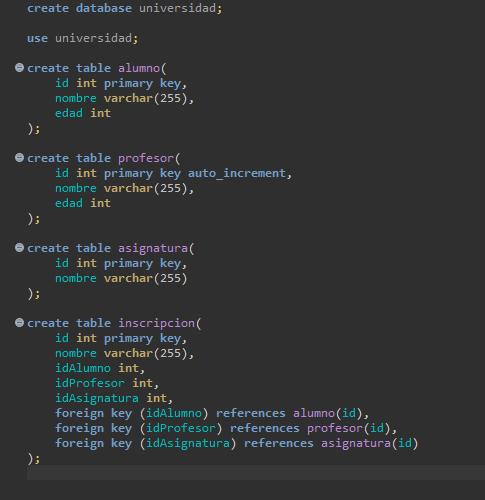 create database universidad;
use universidad;
create table alumno(
id int primary key,
nombre varchar(255),
edad int
);
create table profesor(
id int primary key auto_increment,
nombre varchar(255),
edad int
);
create table asignatura(
id int primary key,
nombre varchar(255)
);
create table inscripcion(
id int primary key,
nombre varchar(255),
idAlumno int,
idProfesor int,
idAsignatura int,
foreign key (idAlumno) references alumno(id),
foreign key (idProfesor) references profesor(id),
foreign key (idAsignatura) references asignatura(id)
);